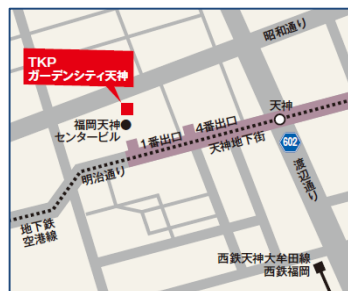 昭和通り
TKP
ガーデンシティ天神
天神
福岡天神
センタービル
1番出口
4番出口
天神地下街
602
明治通り
渡辺通り
地下鉄
空港線
西鉄天神大牟田線
西鉄福岡